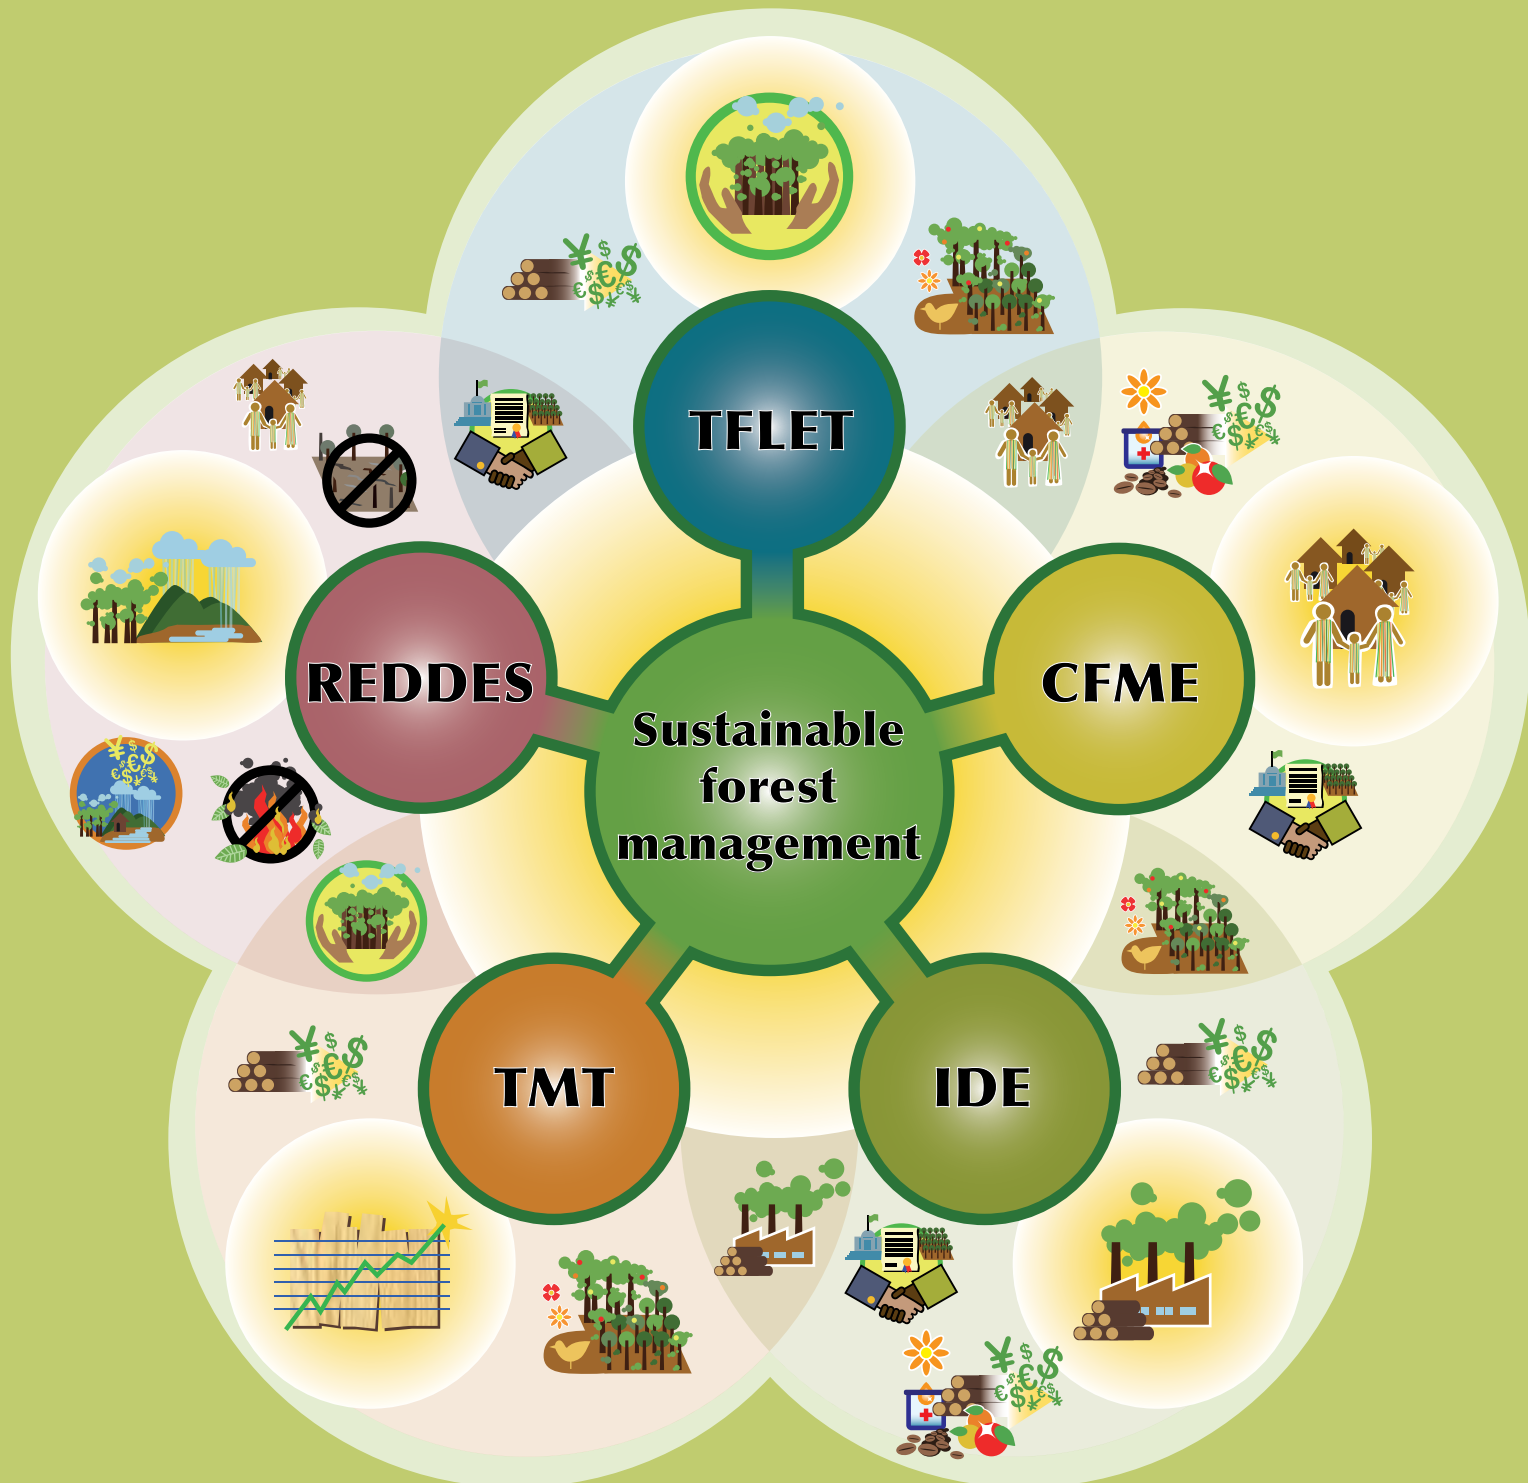 TFLET
REDDES
CFME
Sustainable
forest
management
TMT
IDE